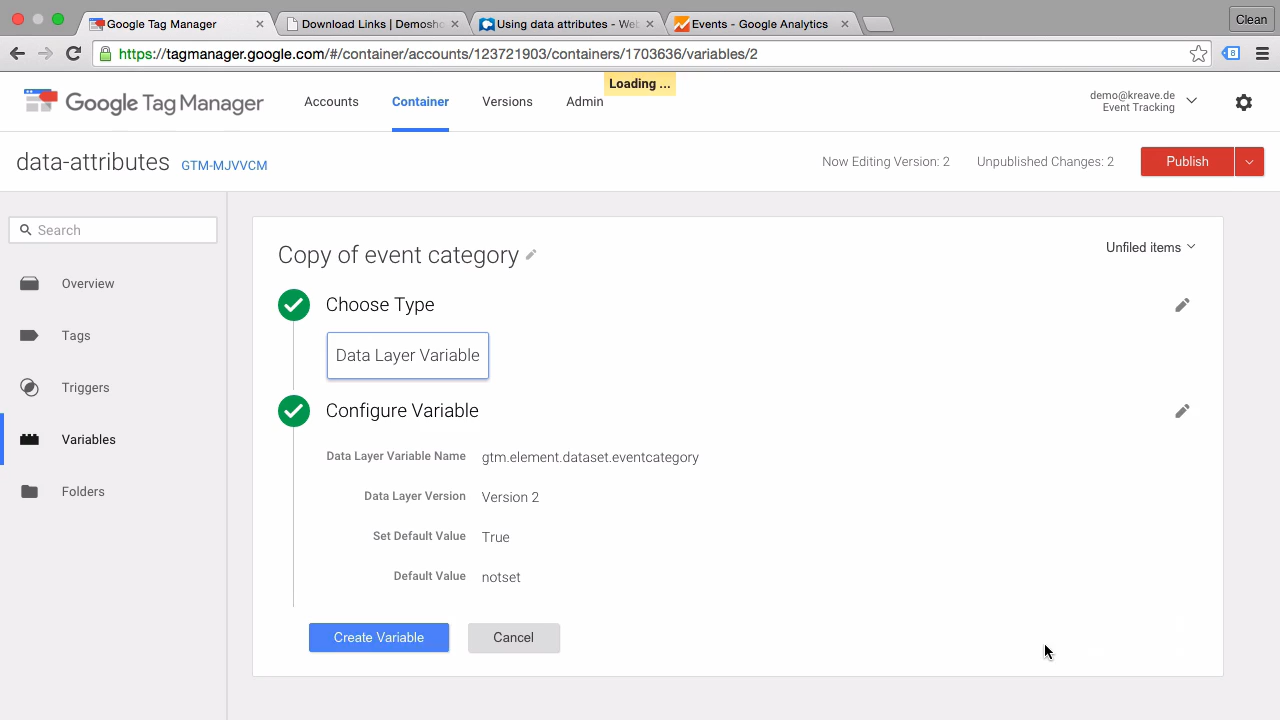 Google Tag Manager
Download Links | Demosho
Using data attributes - Web
Events - Google Analytics
Clean
https://tagmanager.google.com/#/container/accounts/123721903/containers/1703636/variables/2
8
Loading ...
Google Tag Manager
Accounts
Container
Versions
Admin
demo@kreave.de
Event Tracking
data-attributes GTM-MJVVCM
Now Editing Version: 2
Unpublished Changes: 2
Publish
Search
Overview
Tags
Triggers
Variables
Folders
Copy of event category
Unfiled items
Choose Type
Data Layer Variable
Configure Variable
Data Layer Variable Name gtm.element.dataset.eventcategory
Data Layer Version Version 2
Set Default Value True
Default Value notset
Create Variable
Cancel